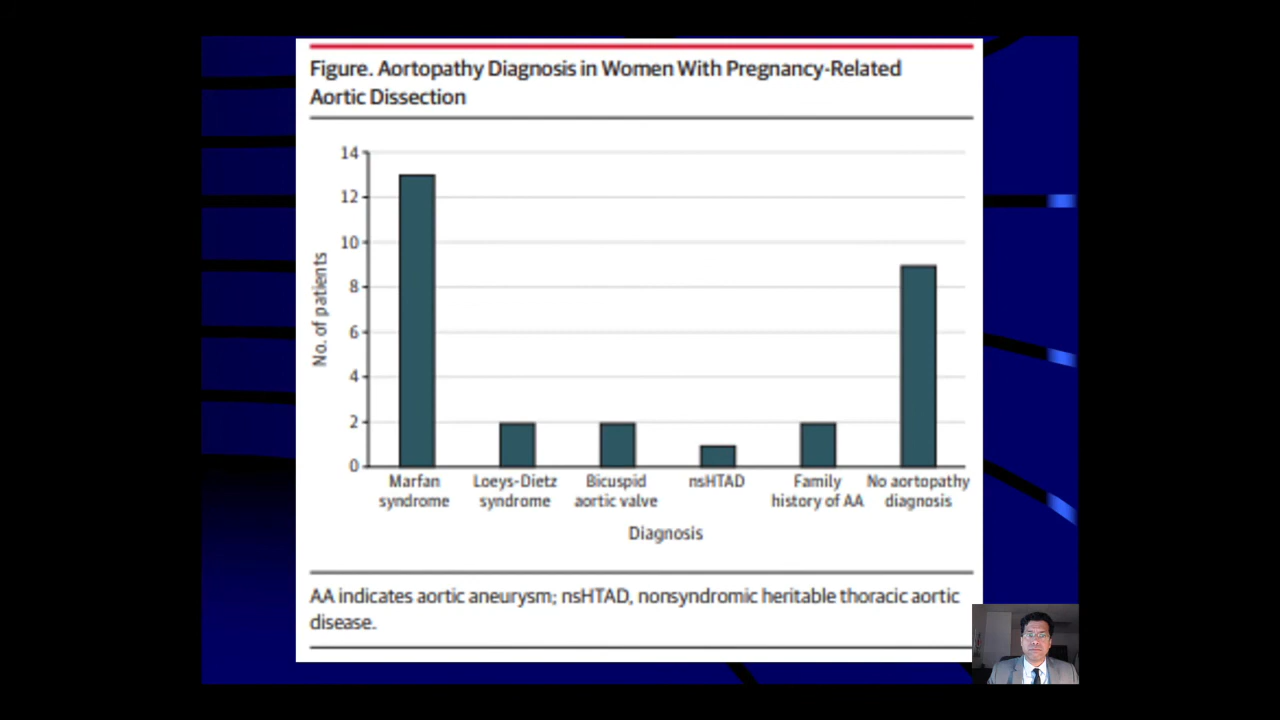 Figure. Aortopathy Diagnosis in Women With Pregnancy-Related
Aortic Dissection
14
12
10
8
6
4
2
0
No. of patients
Marfan
syndrome
Loeys-Dietz
syndrome
Bicuspid
aortic valve
nsHTAD
Family
history of AA
No aortopathy
diagnosis
Diagnosis
AA indicates aortic aneurysm; nsHTAD, nonsyndromic heritable thoracic aortic
disease.